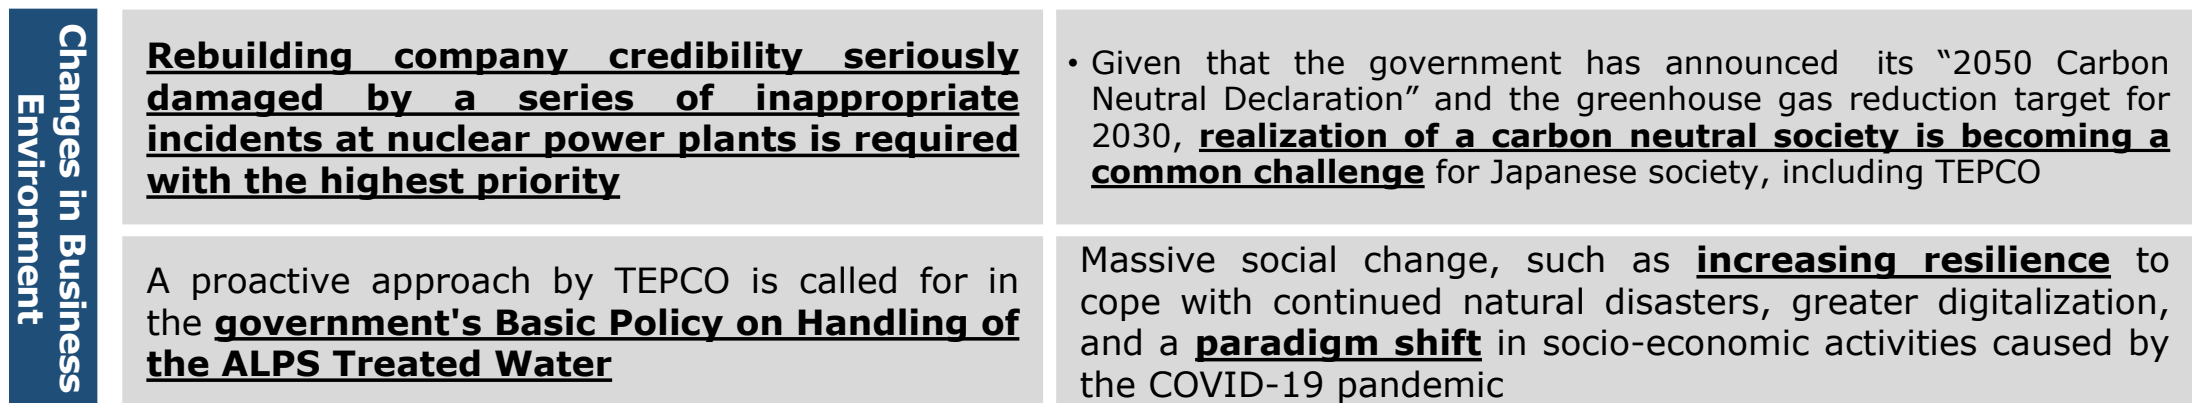 Changes in Business
Environment
Rebuilding company credibility seriously
damaged by a series of inappropriate
incidents at nuclear power plants is required
with the highest priority
• Given that the government has announced its “2050 Carbon
Neutral Declaration” and the greenhouse gas reduction target for
2030, realization of a carbon neutral society is becoming a
common challenge for Japanese society, including TEPCO
A proactive approach by TEPCO is called for in
the government's Basic Policy on Handling of
the ALPS Treated Water
Massive social change, such as increasing resilience to
cope with continued natural disasters, greater digitalization,
and a paradigm shift in socio-economic activities caused by
the COVID-19 pandemic